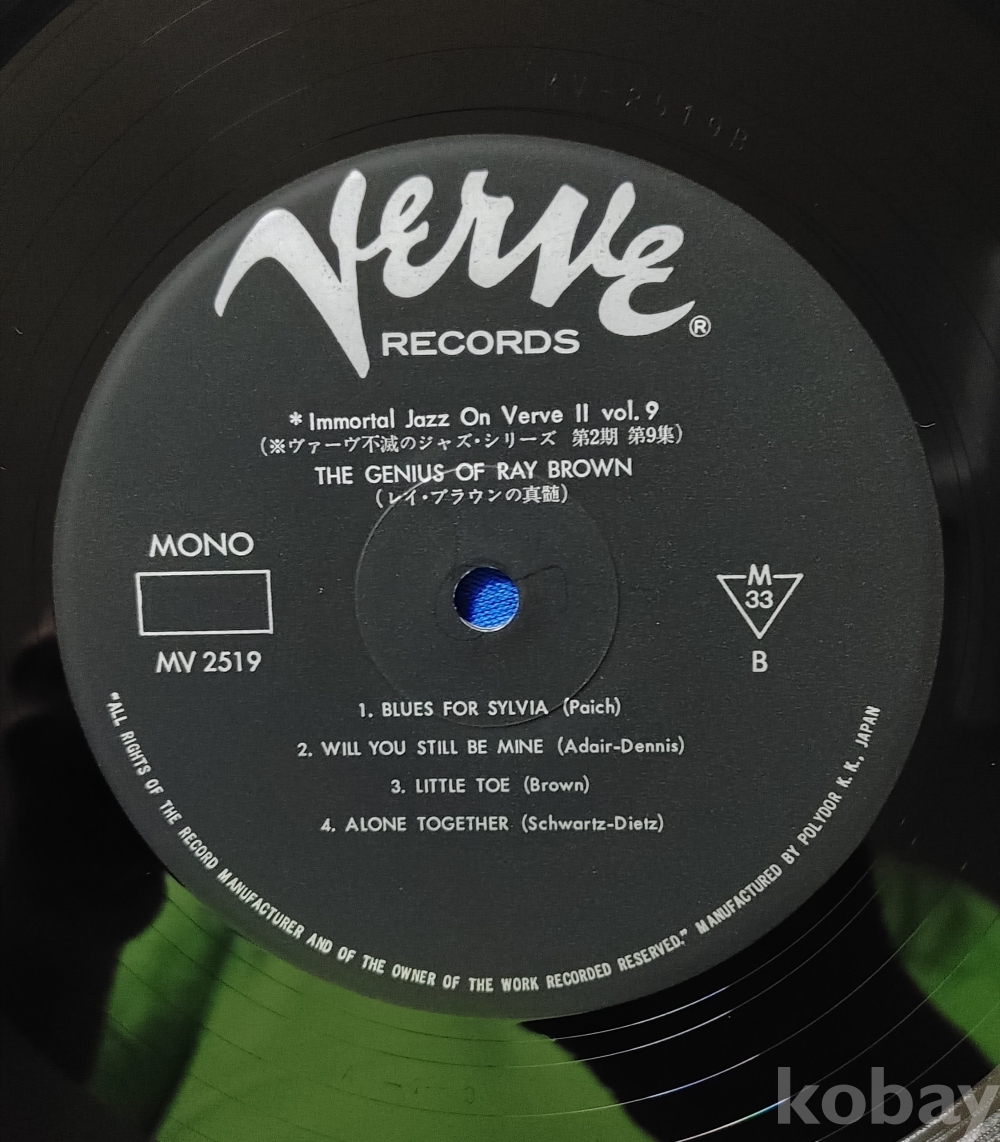 MV-2519B
Verve
RECORDS
®
* Immortal Jazz On Verve II vol. 9
(※ヴァーヴ不滅のジャズ・シリーズ 第2期 第9集)
THE GENIUS OF RAY BROWN
(レイ・ブラウンの真髄)
MONO
MV 2519
M
33
B
1. BLUES FOR SYLVIA (Paich)
2. WILL YOU STILL BE MINE (Adair-Dennis)
3. LITTLE TOE (Brown)
4. ALONE TOGETHER (Schwartz-Dietz)
"ALL RIGHTS OF THE RECORD MANUFACTURER AND OF THE OWNER OF THE WORK RECORDED RESERVED." MANUFACTURED BY POLYDOR K. K., JAPAN
kobay